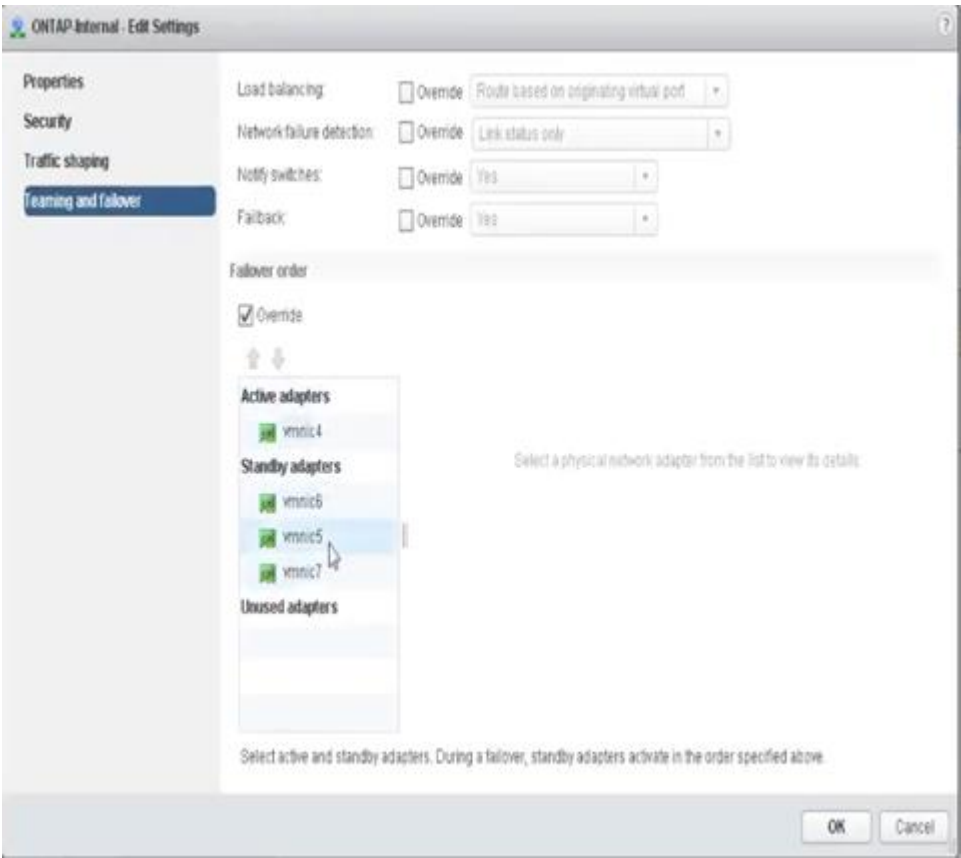 ONTAP-Internal - Edit Settings
?
Properties
Security
Traffic shaping
Teaming and failover
Load balancing: Override Route based on originating virtual port
Network failure detection: Override Link status only
Notify switches: Override Yes
Failback: Override Yes
Failover order
Override
Active adapters
vmnic4
Standby adapters
vmnic6
vmnic5
vmnic7
Unused adapters
Select a physical network adapter from the list to view its details.
Select active and standby adapters. During a failover, standby adapters activate in the order specified above.
OK Cancel